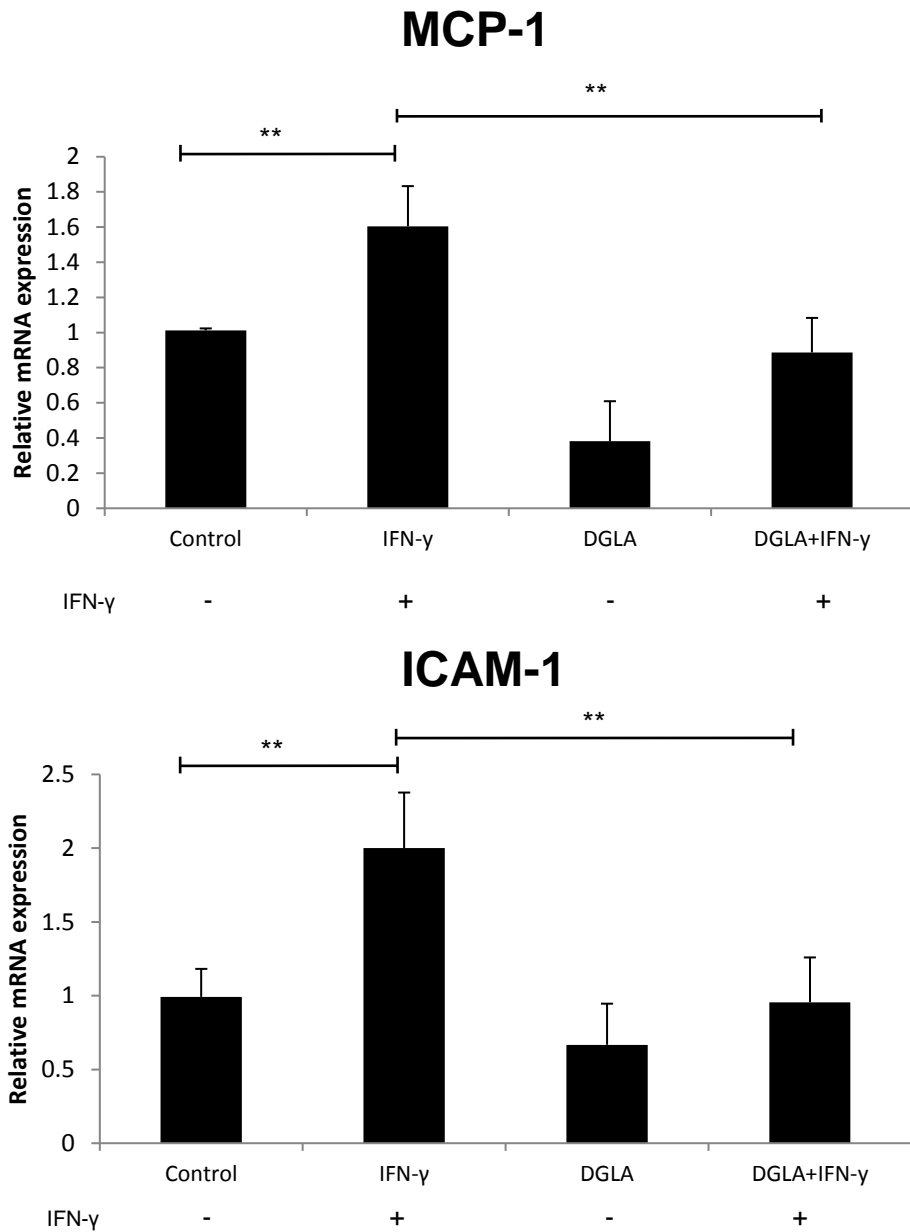 MCP-1
**
**
Relative mRNA expression
2
1.8
1.6
1.4
1.2
1
0.8
0.6
0.4
0.2
0
Control IFN-γ DGLA DGLA+IFN-γ
IFN-γ - + - +
ICAM-1
**
**
Relative mRNA expression
2.5
2
1.5
1
0.5
0
Control IFN-γ DGLA DGLA+IFN-γ
IFN-γ - + - +